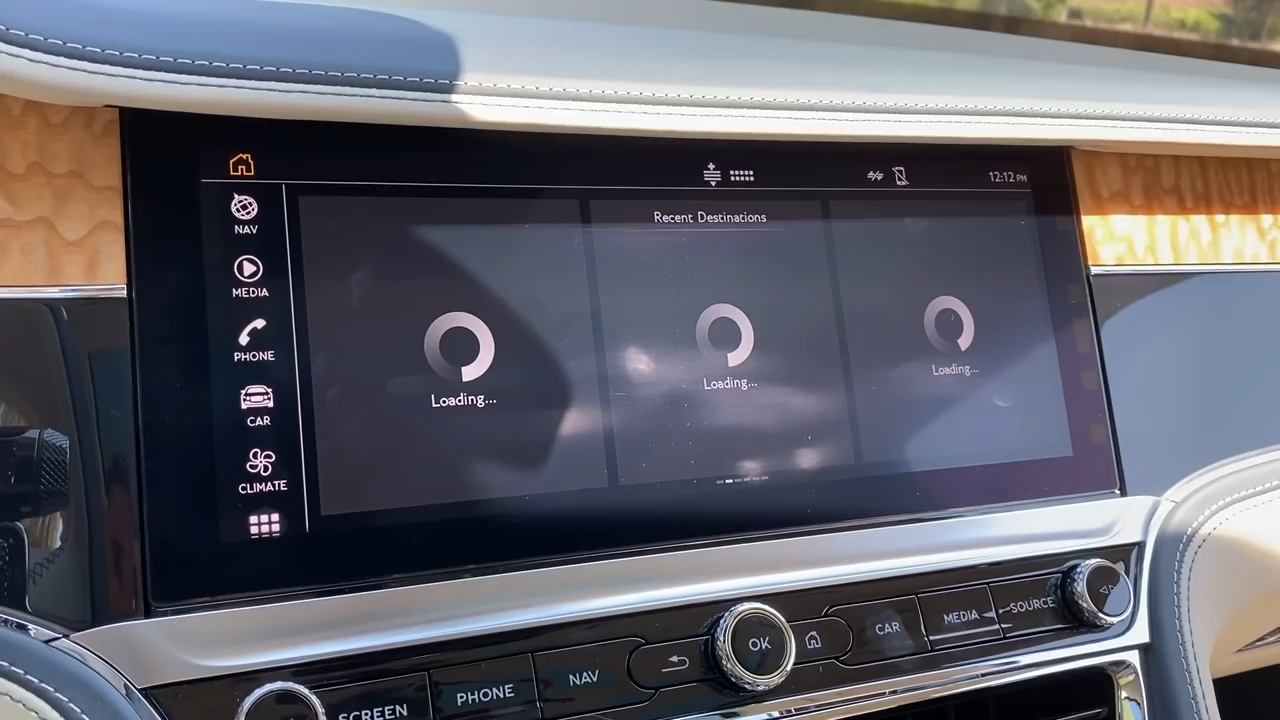 12:12 PM
NAV
MEDIA
PHONE
CAR
CLIMATE
Recent Destinations
Loading...
Loading...
Loading...
SCREEN
PHONE
NAV
OK
CAR
MEDIA
SOURCE